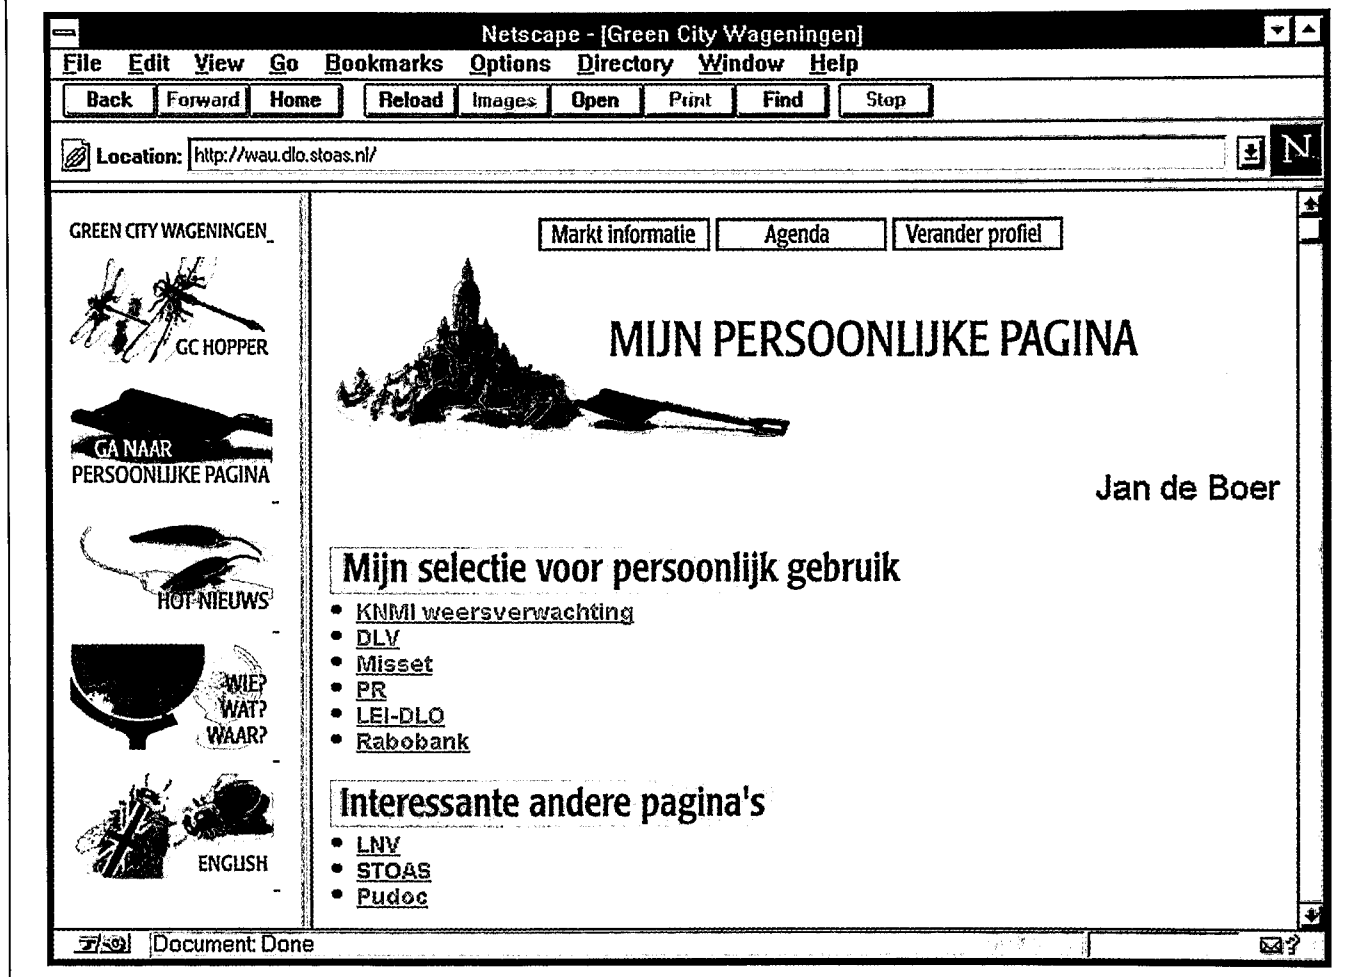 Netscape - [Green City Wageningen]
File Edit View Go Bookmarks Options Directory Window Help
Back Forward Home Reload Images Open Print Find Stop
Location: http://wau.dlo.stoas.nl/
N
GREEN CITY WAGENINGEN
GC HOPPER
GA NAAR
PERSOONLIJKE PAGINA
HOT NIEUWS
WIE?
WAT?
WAAR?
ENGLISH
Markt informatie Agenda Verander profiel
MIJN PERSOONLIJKE PAGINA
Jan de Boer
Mijn selectie voor persoonlijk gebruik
• KNMI weersverwachting
• DLV
• Misset
• PR
• LEI-DLO
• Rabobank
Interessante andere pagina's
• LNV
• STOAS
• Pudoc
Document: Done
?